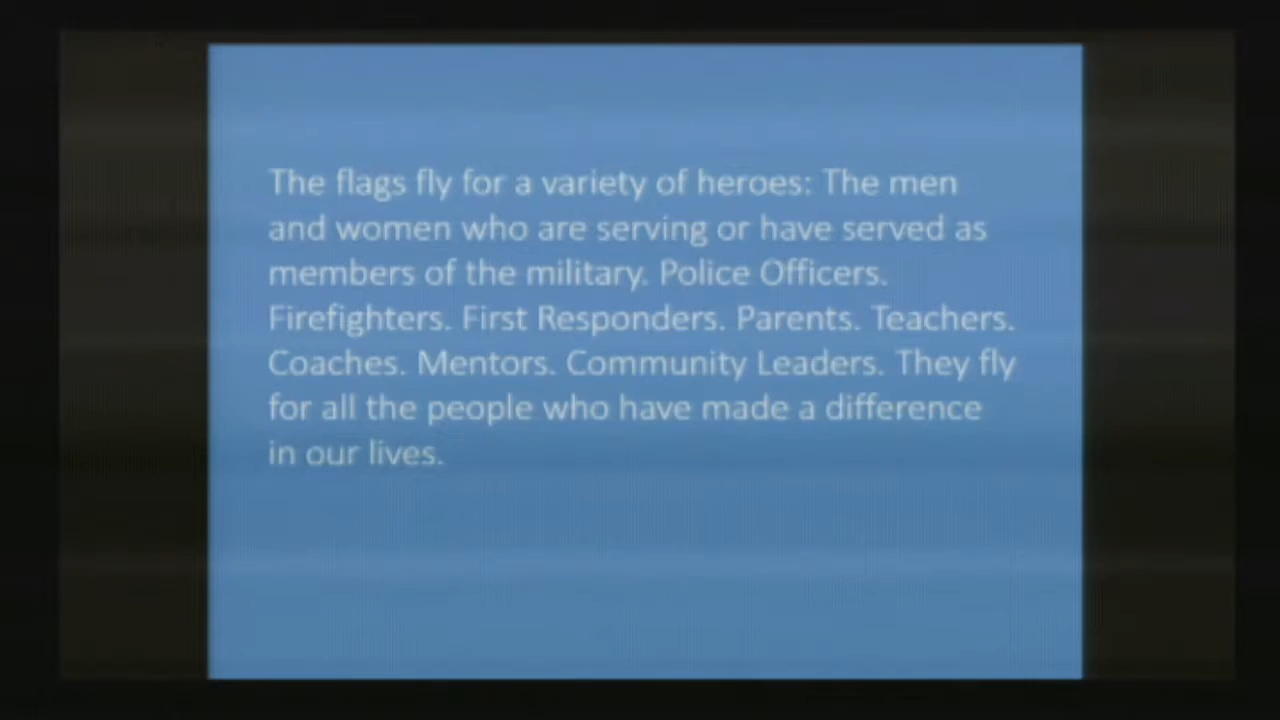 The flags fly for a variety of heroes: The men
and women who are serving or have served as
members of the military. Police Officers.
Firefighters. First Responders. Parents. Teachers.
Coaches. Mentors. Community Leaders. They fly
for all the people who have made a difference
in our lives.